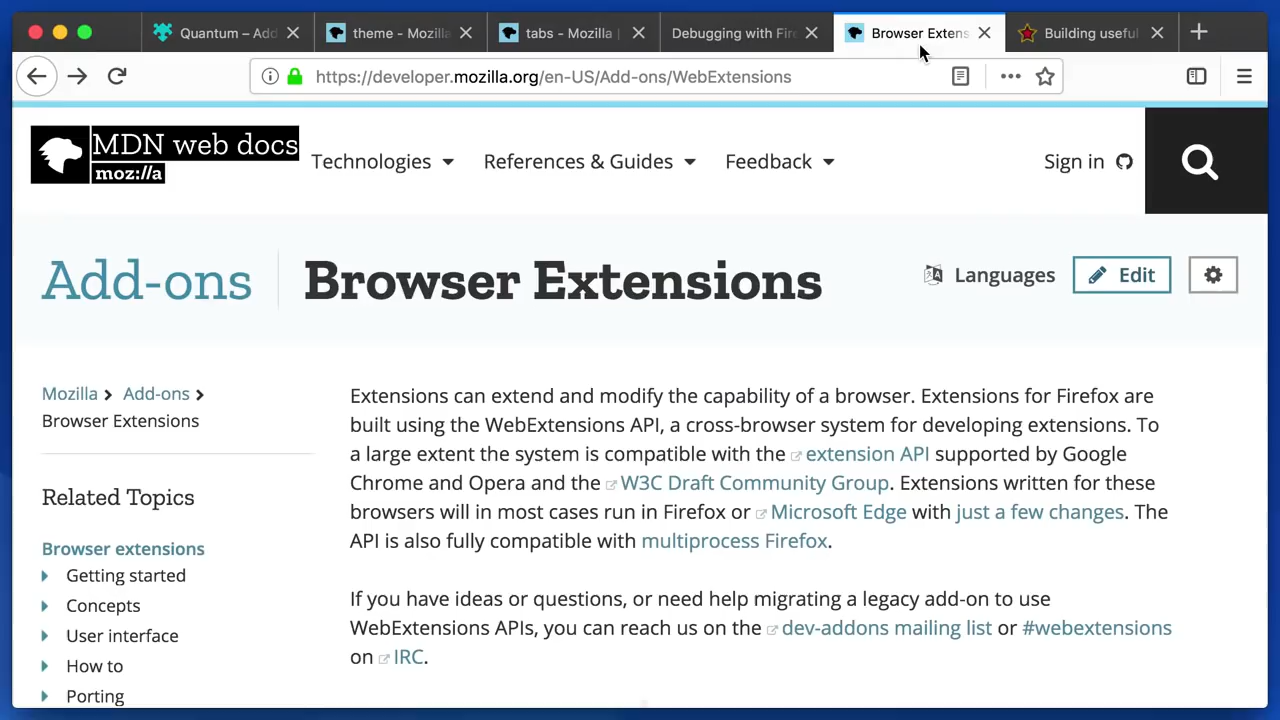 Quantum – Ad
theme - Mozilla
tabs - Mozilla |
Debugging with Fire
Browser Extens
Building useful
https://developer.mozilla.org/en-US/Add-ons/WebExtensions
MDN web docs
moz://a
Technologies
References & Guides
Feedback
Sign in
Add-ons
Browser Extensions
Languages
Edit
Mozilla
Add-ons
Browser Extensions
Related Topics
Browser extensions
Getting started
Concepts
User interface
How to
Porting
Extensions can extend and modify the capability of a browser. Extensions for Firefox are
built using the WebExtensions API, a cross-browser system for developing extensions. To
a large extent the system is compatible with the extension API supported by Google
Chrome and Opera and the W3C Draft Community Group. Extensions written for these
browsers will in most cases run in Firefox or Microsoft Edge with just a few changes. The
API is also fully compatible with multiprocess Firefox.
If you have ideas or questions, or need help migrating a legacy add-on to use
WebExtensions APIs, you can reach us on the dev-addons mailing list or #webextensions
on IRC.